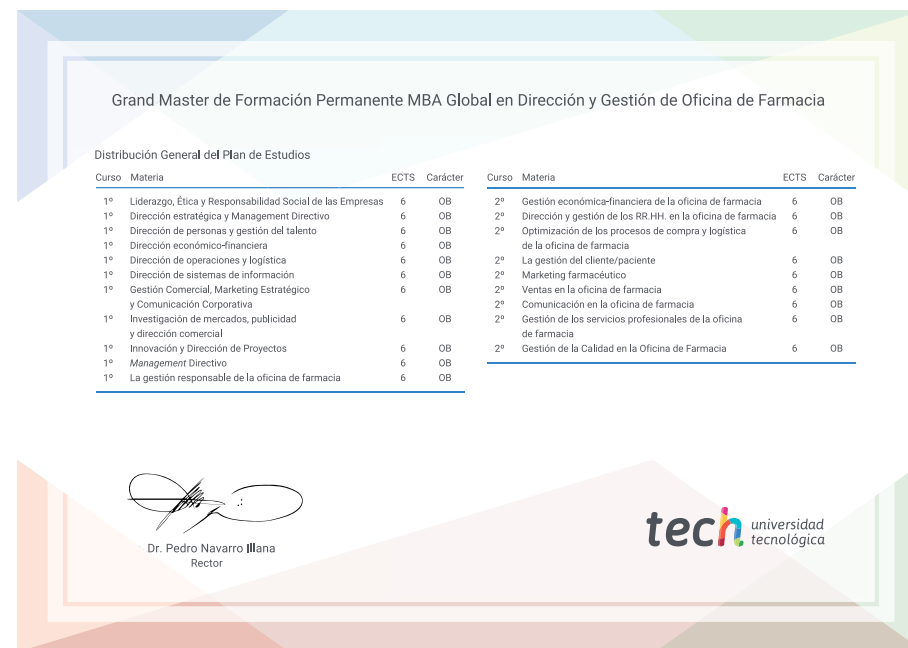 Grand Master de Formación Permanente MBA Global en Dirección y Gestión de Oficina de Farmacia
Distribución General del Plan de Estudios
Curso Materia ECTS Carácter
1º Liderazgo, Ética y Responsabilidad Social de las Empresas 6 OB
1º Dirección estratégica y Management Directivo 6 OB
1º Dirección de personas y gestión del talento 6 OB
1º Dirección económico-financiera 6 OB
1º Dirección de operaciones y logística 6 OB
1º Dirección de sistemas de información 6 OB
1º Gestión Comercial, Marketing Estratégico 6 OB
y Comunicación Corporativa
1º Investigación de mercados, publicidad 6 OB
y dirección comercial
1º Innovación y Dirección de Proyectos 6 OB
1º Management Directivo 6 OB
1º La gestión responsable de la oficina de farmacia 6 OB
Curso Materia ECTS Carácter
2º Gestión económica-financiera de la oficina de farmacia 6 OB
2º Dirección y gestión de los RR.HH. en la oficina de farmacia 6 OB
2º Optimización de los procesos de compra y logística 6 OB
de la oficina de farmacia
2º La gestión del cliente/paciente 6 OB
2º Marketing farmacéutico 6 OB
2º Ventas en la oficina de farmacia 6 OB
2º Comunicación en la oficina de farmacia 6 OB
2º Gestión de los servicios profesionales de la oficina 6 OB
de farmacia
2º Gestión de la Calidad en la Oficina de Farmacia 6 OB
Dr. Pedro Navarro Illana
Rector
tech universidad
tecnológica